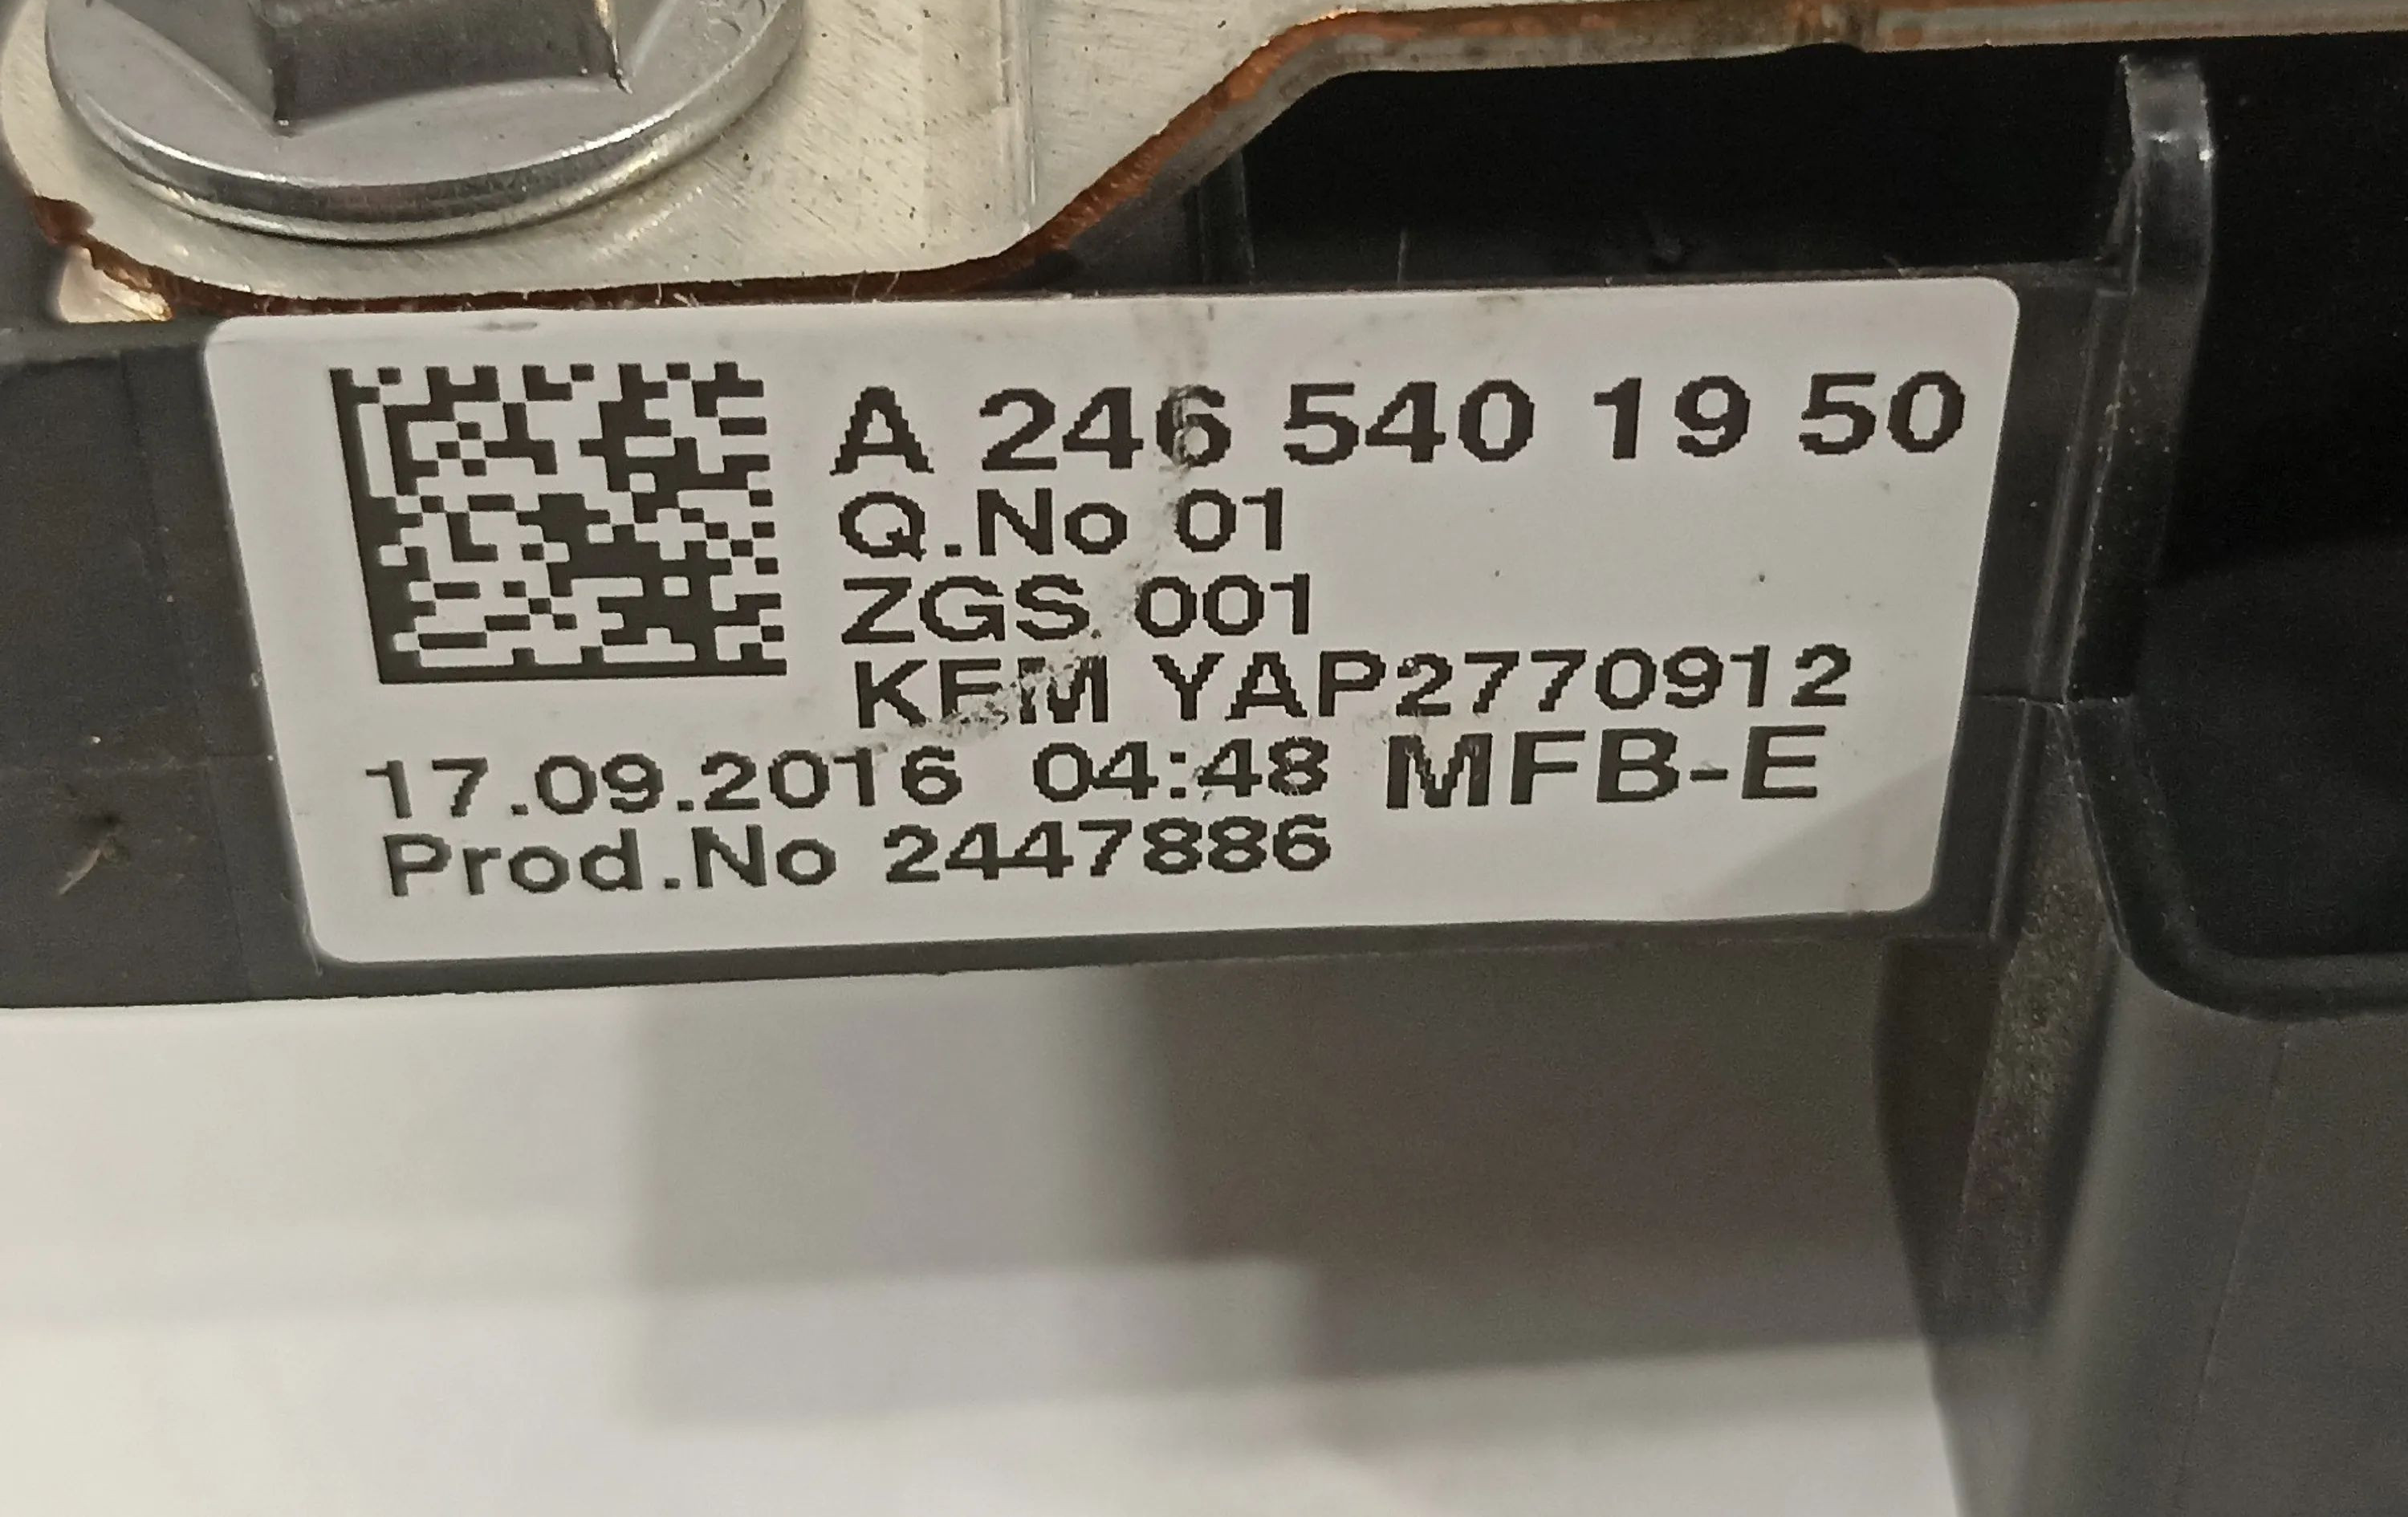 A 246 540 19 50
Q.No 01
ZGS 001
KEM YAP2770912
17.09.2016 04:48 MFB-E
Prod.No 2447886